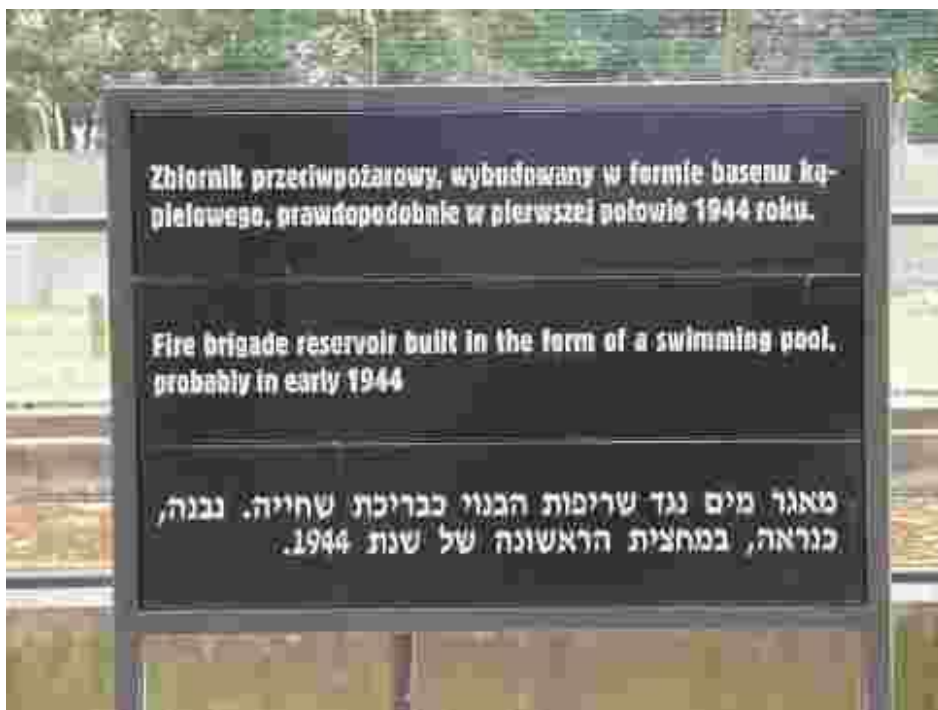 Zbiornik przeciwpożarowy, wybudowany w formie basenu ką-
pielowego, prawdopodobnie w pierwszej połowie 1944 roku.
Fire brigade reservoir built in the form of a swimming pool,
probably in early 1944
מאגר מים נגד שריפות הבנוי כבריכת שחייה. נבנה,
כנראה, במחצית הראשונה של שנת 1944.